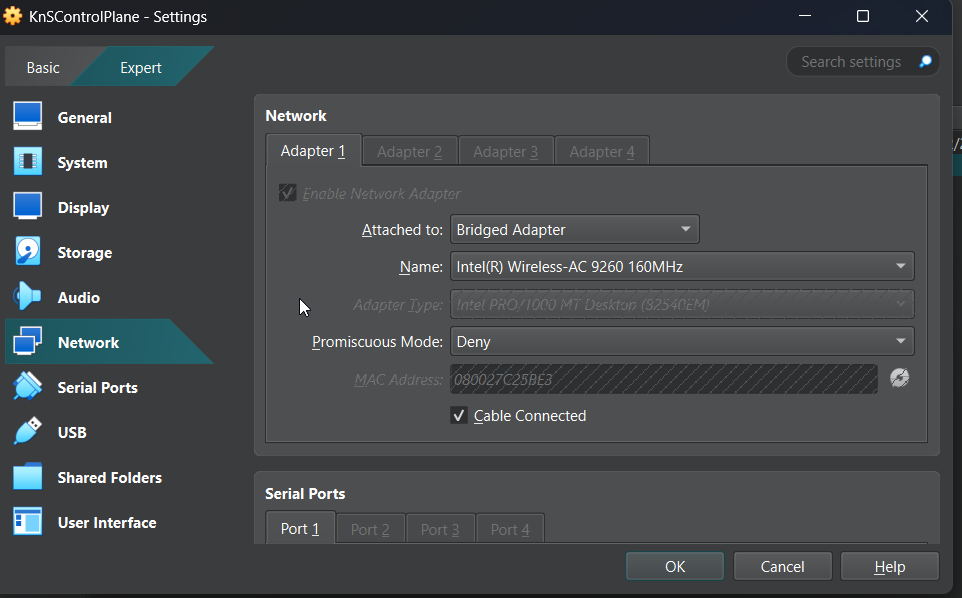 KnSControlPlane - Settings
Basic
Expert
Search settings
General
System
Display
Storage
Audio
Network
Serial Ports
USB
Shared Folders
User Interface
Network
Adapter 1
Adapter 2
Adapter 3
Adapter 4
Enable Network Adapter
Attached to: Bridged Adapter
Name: Intel(R) Wireless-AC 9260 160MHz
Adapter Type: Intel PRO/1000 MT Desktop (82540EM)
Promiscuous Mode: Deny
MAC Address: 080027C25BE3
Cable Connected
Serial Ports
Port 1
Port 2
Port 3
Port 4
OK
Cancel
Help